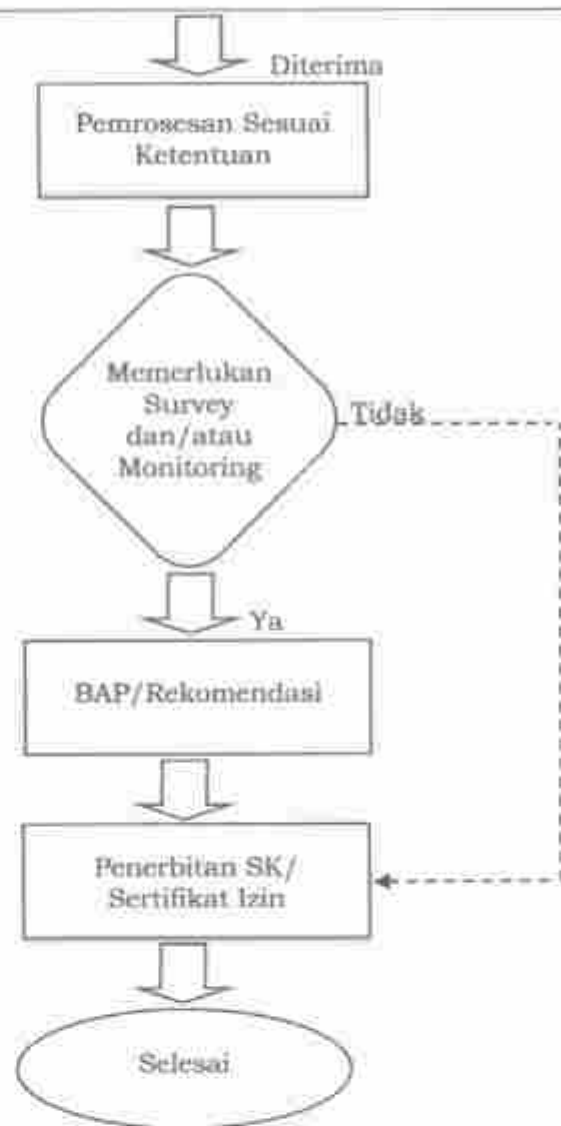 Diterima
Pemrosesan Sesuai
Ketentuan
Memerlukan
Survey
dan/atau
Monitoring
Tidak
Ya
BAP/Rekomendasi
Penerbitan SK/
Sertifikat Izin
Selesai